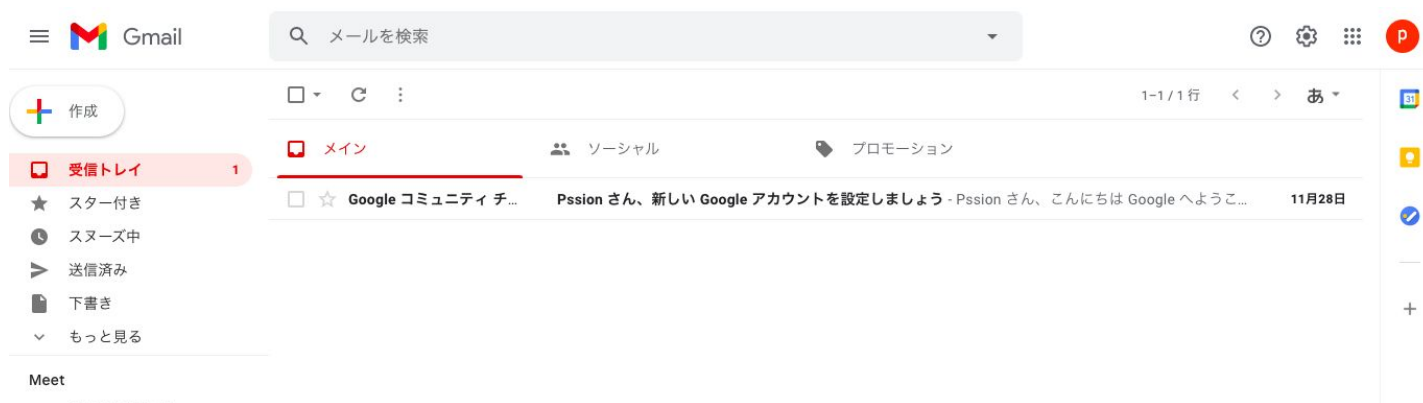 Gmail
メールを検索
P
作成
1–1 / 1 行
あ
31
メイン
ソーシャル
プロモーション
受信トレイ 1
Google コミュニティ チ... Pssion さん、新しい Google アカウントを設定しましょう - Pssion さん、こんにちは Google へようこ... 11月28日
スター付き
スヌーズ中
送信済み
下書き
もっと見る
Meet